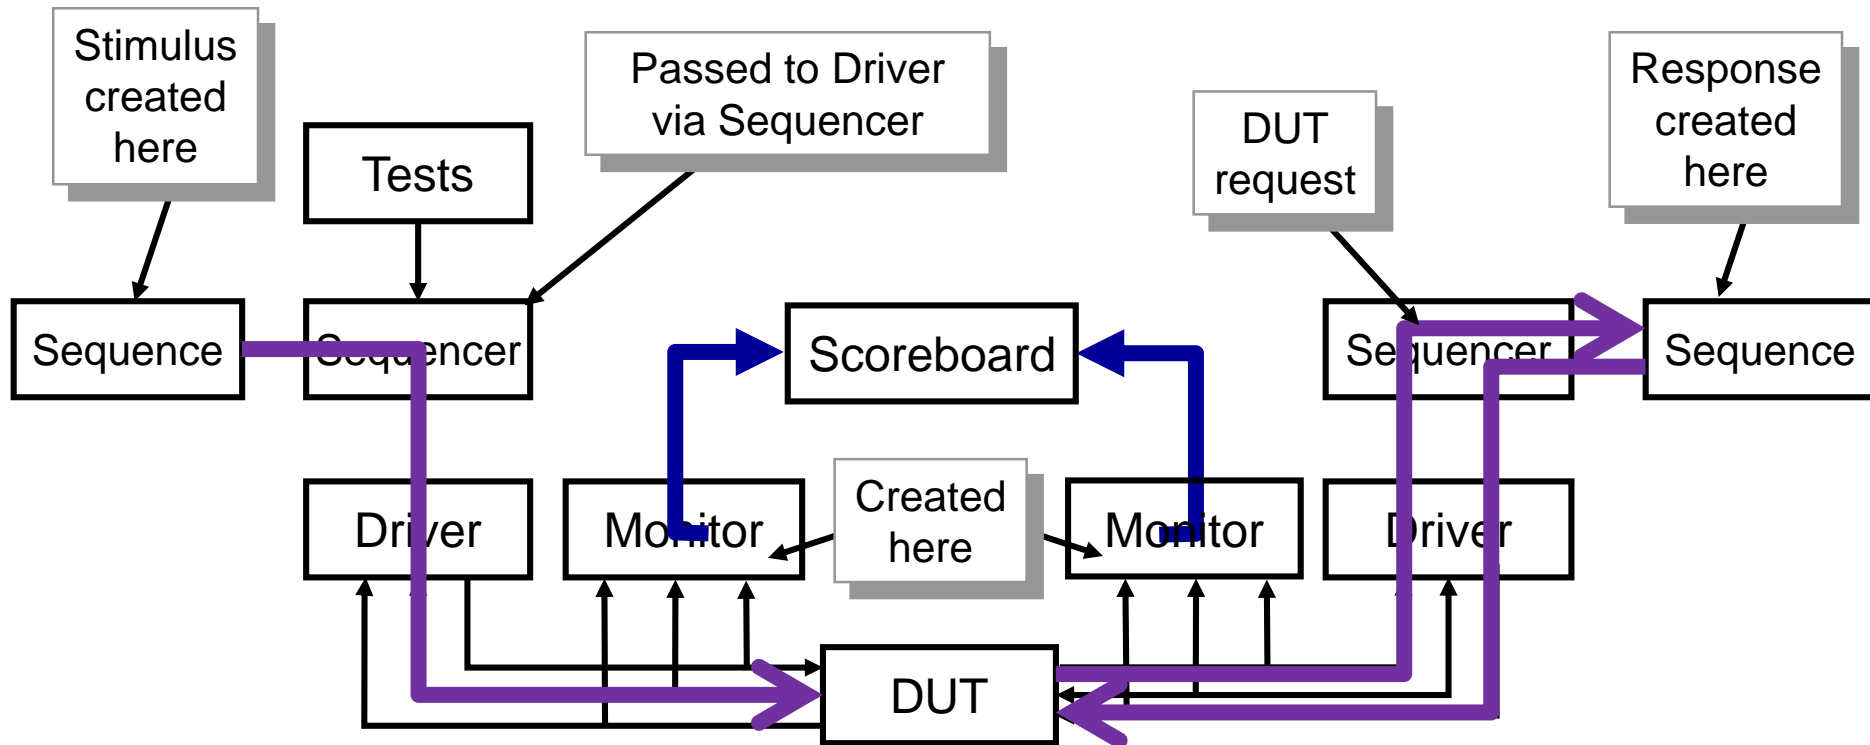 Stimulus
created
here
Passed to Driver
via Sequencer
Response
created
here
DUT
request
Tests
Sequence
Sequencer
Scoreboard
Sequencer
Sequence
Driver
Monitor
Created
here
Monitor
Driver
DUT